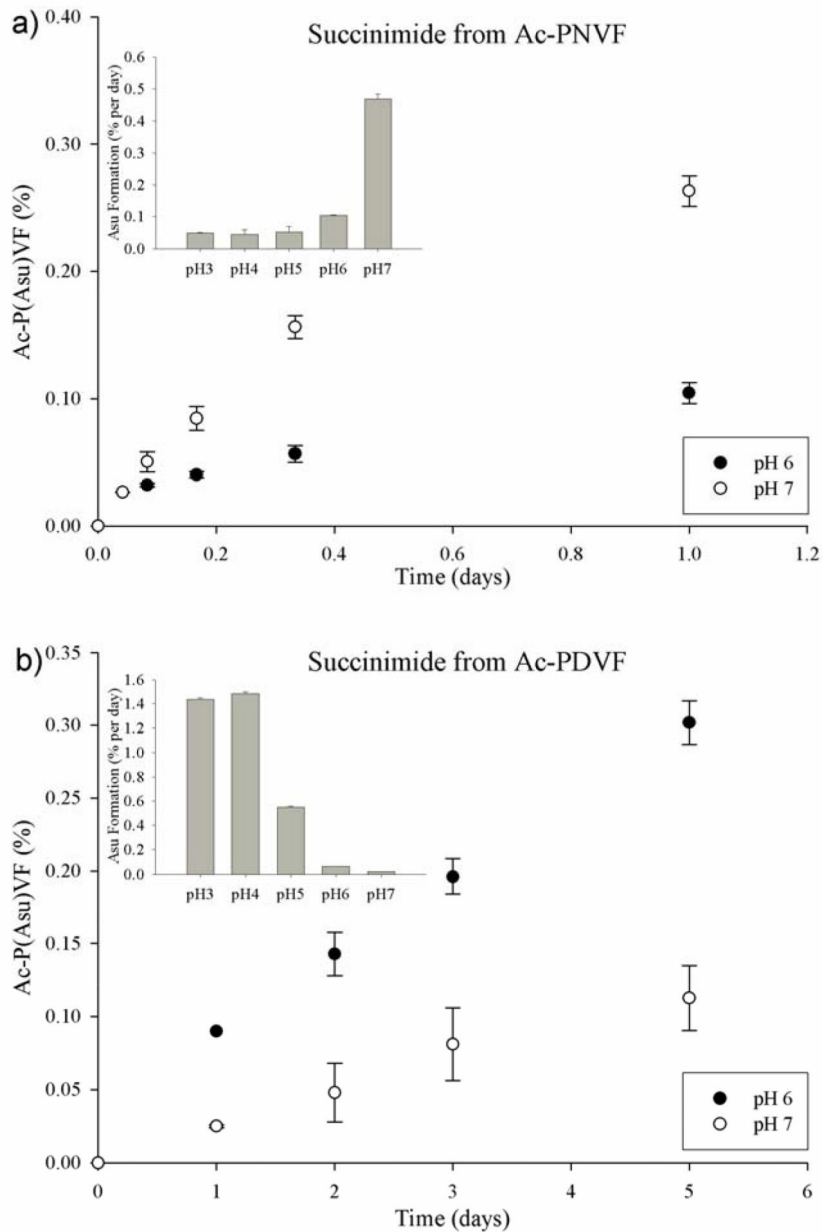 a)
Succinimide from Ac-PNVF
Ac-P(Asu)VF (%)
0.40
0.30
0.20
0.10
0.00
Asu Formation (% per day)
0.6
0.5
0.4
0.3
0.2
0.1
0.0
pH3 pH4 pH5 pH6 pH7
pH 6
pH 7
0.0 0.2 0.4 0.6 0.8 1.0 1.2
Time (days)
b)
Succinimide from Ac-PDVF
Ac-P(Asu)VF (%)
0.35
0.30
0.25
0.20
0.15
0.10
0.05
0.00
Asu Formation (% per day)
1.6
1.4
1.2
1.0
0.8
0.6
0.4
0.2
0.0
pH3 pH4 pH5 pH6 pH7
pH 6
pH 7
0 1 2 3 4 5 6
Time (days)